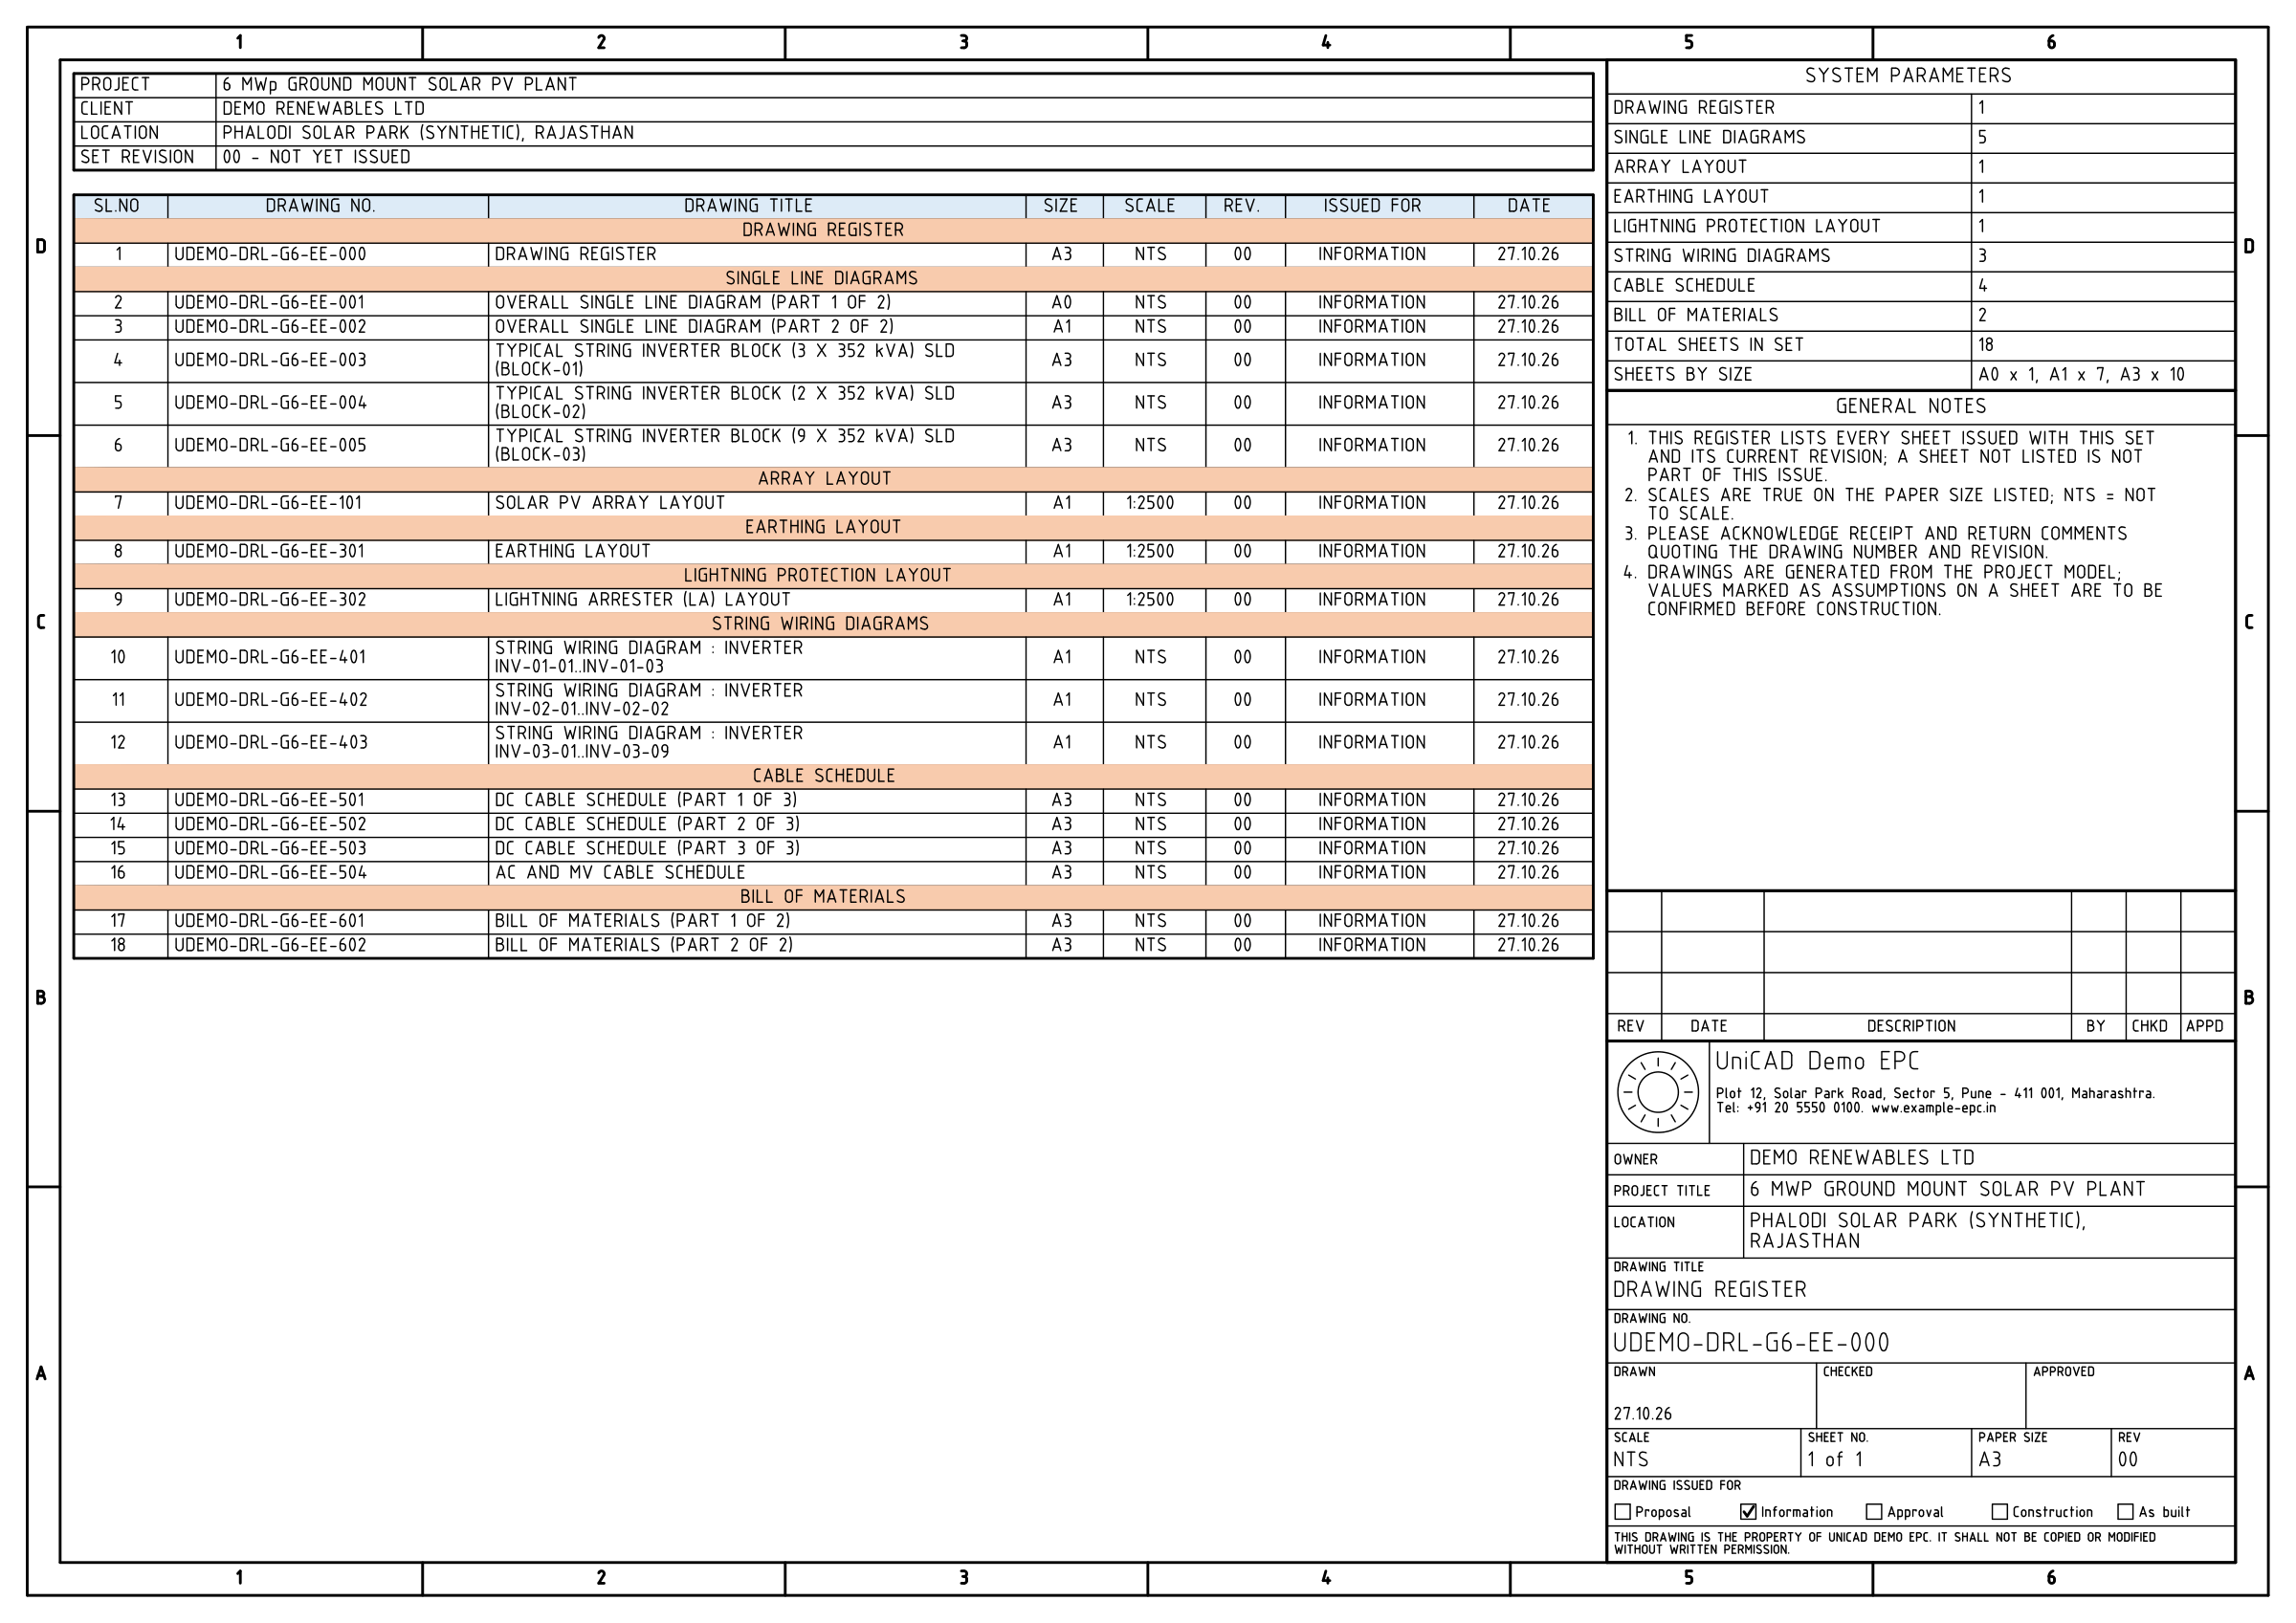 1 2 3 4 5 6
PROJECT 6 MWp GROUND MOUNT SOLAR PV PLANT
CLIENT DEMO RENEWABLES LTD
LOCATION PHALODI SOLAR PARK (SYNTHETIC), RAJASTHAN
SET REVISION 00 - NOT YET ISSUED
SL.NO DRAWING NO. DRAWING TITLE SIZE SCALE REV. ISSUED FOR DATE
DRAWING REGISTER
1 UDEMO-DRL-G6-EE-000 DRAWING REGISTER A3 NTS 00 INFORMATION 27.10.26
SINGLE LINE DIAGRAMS
2 UDEMO-DRL-G6-EE-001 OVERALL SINGLE LINE DIAGRAM (PART 1 OF 2) A0 NTS 00 INFORMATION 27.10.26
3 UDEMO-DRL-G6-EE-002 OVERALL SINGLE LINE DIAGRAM (PART 2 OF 2) A1 NTS 00 INFORMATION 27.10.26
4 UDEMO-DRL-G6-EE-003 TYPICAL STRING INVERTER BLOCK (3 X 352 kVA) SLD
(BLOCK-01) A3 NTS 00 INFORMATION 27.10.26
5 UDEMO-DRL-G6-EE-004 TYPICAL STRING INVERTER BLOCK (2 X 352 kVA) SLD
(BLOCK-02) A3 NTS 00 INFORMATION 27.10.26
6 UDEMO-DRL-G6-EE-005 TYPICAL STRING INVERTER BLOCK (9 X 352 kVA) SLD
(BLOCK-03) A3 NTS 00 INFORMATION 27.10.26
ARRAY LAYOUT
7 UDEMO-DRL-G6-EE-101 SOLAR PV ARRAY LAYOUT A1 1:2500 00 INFORMATION 27.10.26
EARTHING LAYOUT
8 UDEMO-DRL-G6-EE-301 EARTHING LAYOUT A1 1:2500 00 INFORMATION 27.10.26
LIGHTNING PROTECTION LAYOUT
9 UDEMO-DRL-G6-EE-302 LIGHTNING ARRESTER (LA) LAYOUT A1 1:2500 00 INFORMATION 27.10.26
STRING WIRING DIAGRAMS
10 UDEMO-DRL-G6-EE-401 STRING WIRING DIAGRAM : INVERTER
INV-01-01..INV-01-03 A1 NTS 00 INFORMATION 27.10.26
11 UDEMO-DRL-G6-EE-402 STRING WIRING DIAGRAM : INVERTER
INV-02-01..INV-02-02 A1 NTS 00 INFORMATION 27.10.26
12 UDEMO-DRL-G6-EE-403 STRING WIRING DIAGRAM : INVERTER
INV-03-01..INV-03-09 A1 NTS 00 INFORMATION 27.10.26
CABLE SCHEDULE
13 UDEMO-DRL-G6-EE-501 DC CABLE SCHEDULE (PART 1 OF 3) A3 NTS 00 INFORMATION 27.10.26
14 UDEMO-DRL-G6-EE-502 DC CABLE SCHEDULE (PART 2 OF 3) A3 NTS 00 INFORMATION 27.10.26
15 UDEMO-DRL-G6-EE-503 DC CABLE SCHEDULE (PART 3 OF 3) A3 NTS 00 INFORMATION 27.10.26
16 UDEMO-DRL-G6-EE-504 AC AND MV CABLE SCHEDULE A3 NTS 00 INFORMATION 27.10.26
BILL OF MATERIALS
17 UDEMO-DRL-G6-EE-601 BILL OF MATERIALS (PART 1 OF 2) A3 NTS 00 INFORMATION 27.10.26
18 UDEMO-DRL-G6-EE-602 BILL OF MATERIALS (PART 2 OF 2) A3 NTS 00 INFORMATION 27.10.26
D
C
B
A
SYSTEM PARAMETERS
DRAWING REGISTER 1
SINGLE LINE DIAGRAMS 5
ARRAY LAYOUT 1
EARTHING LAYOUT 1
LIGHTNING PROTECTION LAYOUT 1
STRING WIRING DIAGRAMS 3
CABLE SCHEDULE 4
BILL OF MATERIALS 2
TOTAL SHEETS IN SET 18
SHEETS BY SIZE A0 x 1, A1 x 7, A3 x 10
GENERAL NOTES
1. THIS REGISTER LISTS EVERY SHEET ISSUED WITH THIS SET
AND ITS CURRENT REVISION; A SHEET NOT LISTED IS NOT
PART OF THIS ISSUE.
2. SCALES ARE TRUE ON THE PAPER SIZE LISTED; NTS = NOT
TO SCALE.
3. PLEASE ACKNOWLEDGE RECEIPT AND RETURN COMMENTS
QUOTING THE DRAWING NUMBER AND REVISION.
4. DRAWINGS ARE GENERATED FROM THE PROJECT MODEL;
VALUES MARKED AS ASSUMPTIONS ON A SHEET ARE TO BE
CONFIRMED BEFORE CONSTRUCTION.
REV DATE DESCRIPTION BY CHKD APPD
UniCAD Demo EPC
Plot 12, Solar Park Road, Sector 5, Pune - 411 001, Maharashtra.
Tel: +91 20 5550 0100. www.example-epc.in
OWNER DEMO RENEWABLES LTD
PROJECT TITLE 6 MWP GROUND MOUNT SOLAR PV PLANT
LOCATION PHALODI SOLAR PARK (SYNTHETIC),
RAJASTHAN
DRAWING TITLE
DRAWING REGISTER
DRAWING NO.
UDEMO-DRL-G6-EE-000
DRAWN CHECKED APPROVED
27.10.26
SCALE SHEET NO. PAPER SIZE REV
NTS 1 of 1 A3 00
DRAWING ISSUED FOR
Proposal Information Approval Construction As built
THIS DRAWING IS THE PROPERTY OF UNICAD DEMO EPC. IT SHALL NOT BE COPIED OR MODIFIED
WITHOUT WRITTEN PERMISSION.
D
C
B
A
1 2 3 4 5 6